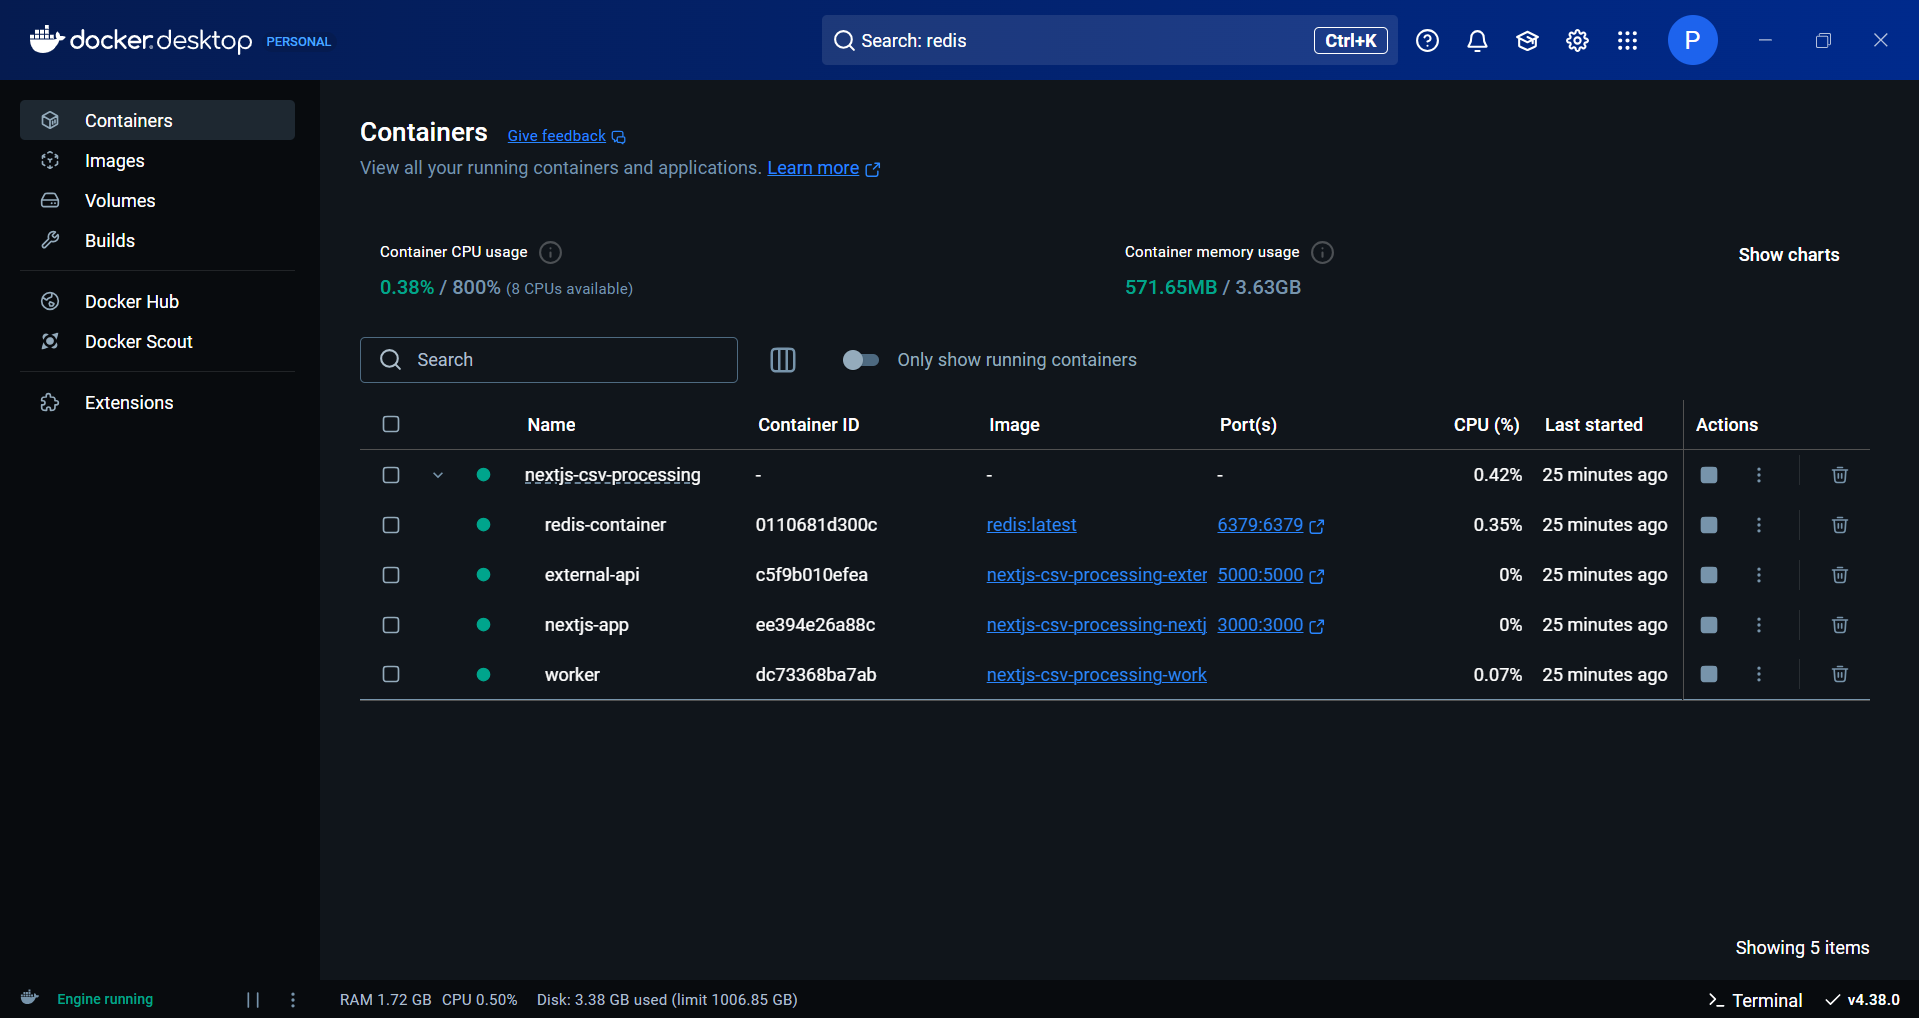 docker.desktop PERSONAL
Search: redis
Ctrl+K
P
Containers
Images
Volumes
Builds
Docker Hub
Docker Scout
Extensions
Containers Give feedback
View all your running containers and applications. Learn more
Container CPU usage
0.38% / 800% (8 CPUs available)
Container memory usage
571.65MB / 3.63GB
Show charts
Search
Only show running containers
Name Container ID Image Port(s) CPU (%) Last started Actions
nextjs-csv-processing - - - 0.42% 25 minutes ago
redis-container 0110681d300c redis:latest 6379:6379 0.35% 25 minutes ago
external-api c5f9b010efea nextjs-csv-processing-exter 5000:5000 0% 25 minutes ago
nextjs-app ee394e26a88c nextjs-csv-processing-nextj 3000:3000 0% 25 minutes ago
worker dc73368ba7ab nextjs-csv-processing-work 0.07% 25 minutes ago
Showing 5 items
Engine running
RAM 1.72 GB CPU 0.50% Disk: 3.38 GB used (limit 1006.85 GB)
Terminal
v4.38.0